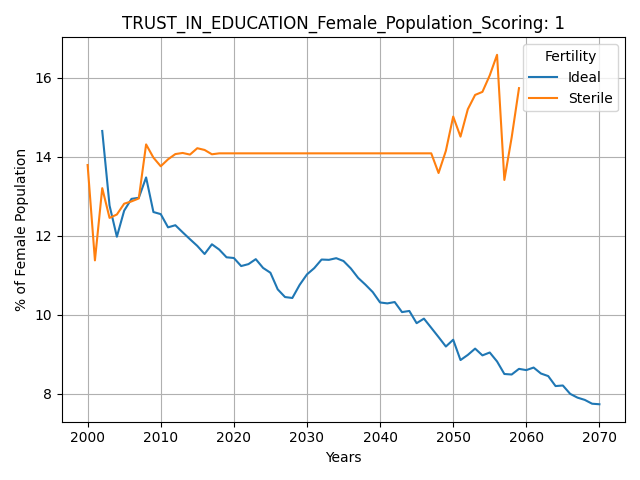 TRUST_IN_EDUCATION_Female_Population_Scoring: 1
Fertility
Ideal
Sterile
% of Female Population
16
14
12
10
8
2000 2010 2020 2030 2040 2050 2060 2070
Years